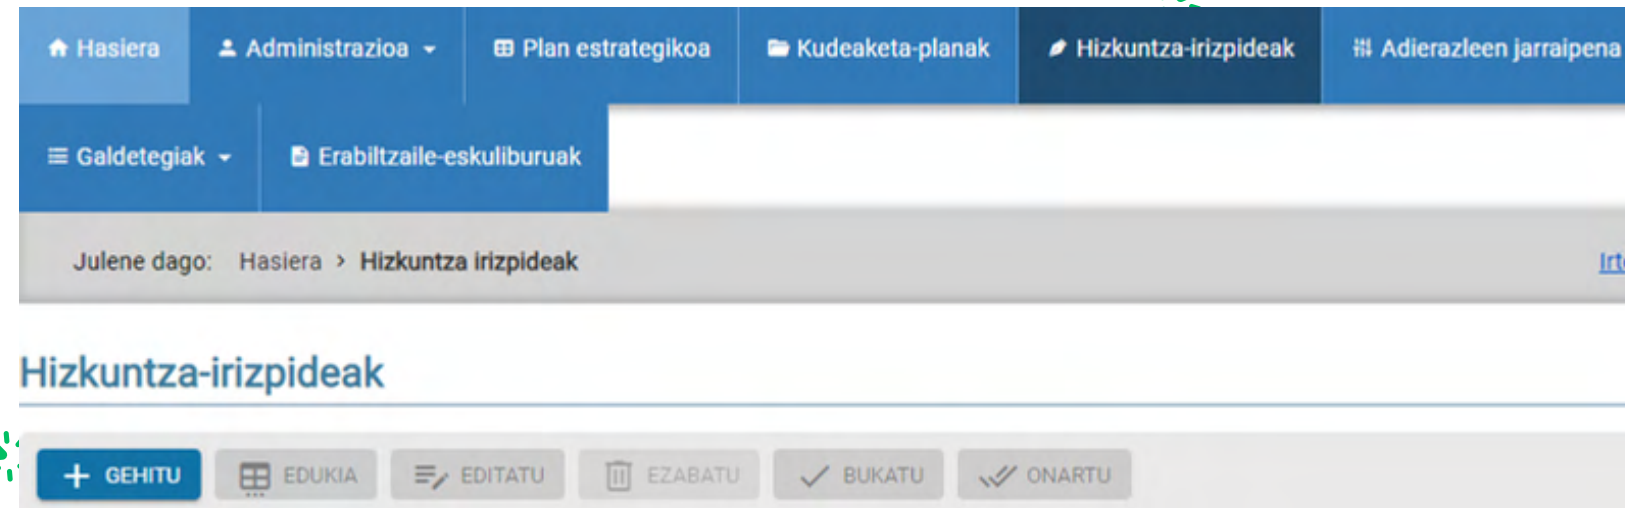 Hasiera Administrazioa Plan estrategikoa Kudeaketa-planak Hizkuntza-irizpideak Adierazleen jarraipena
Galdetegiak Erabiltzaile-eskuliburuak
Julene dago: Hasiera > Hizkuntza irizpideak
Hizkuntza-irizpideak
GEHITU EDUKIA EDITATU EZABATU BUKATU ONARTU